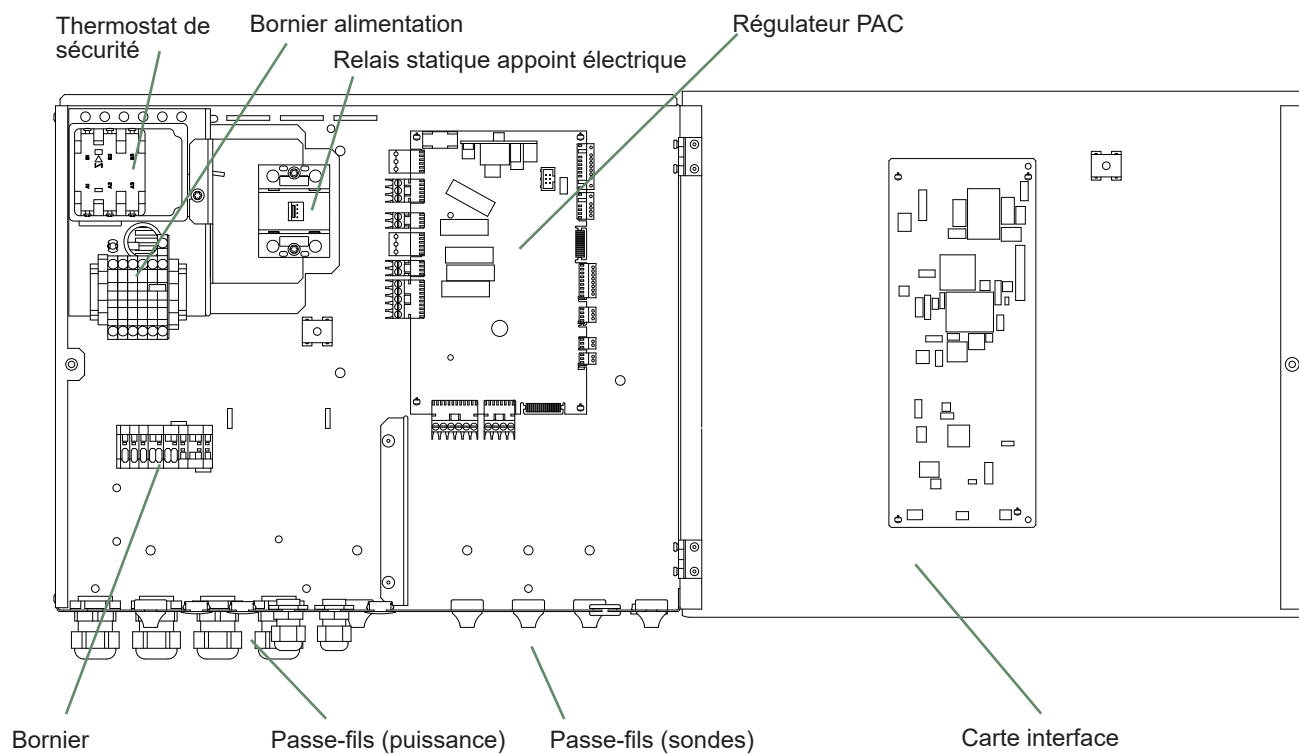 Thermostat de
sécurité
Bornier alimentation
Relais statique appoint électrique
Régulateur PAC
Bornier
Passe-fils (puissance)
Passe-fils (sondes)
Carte interface